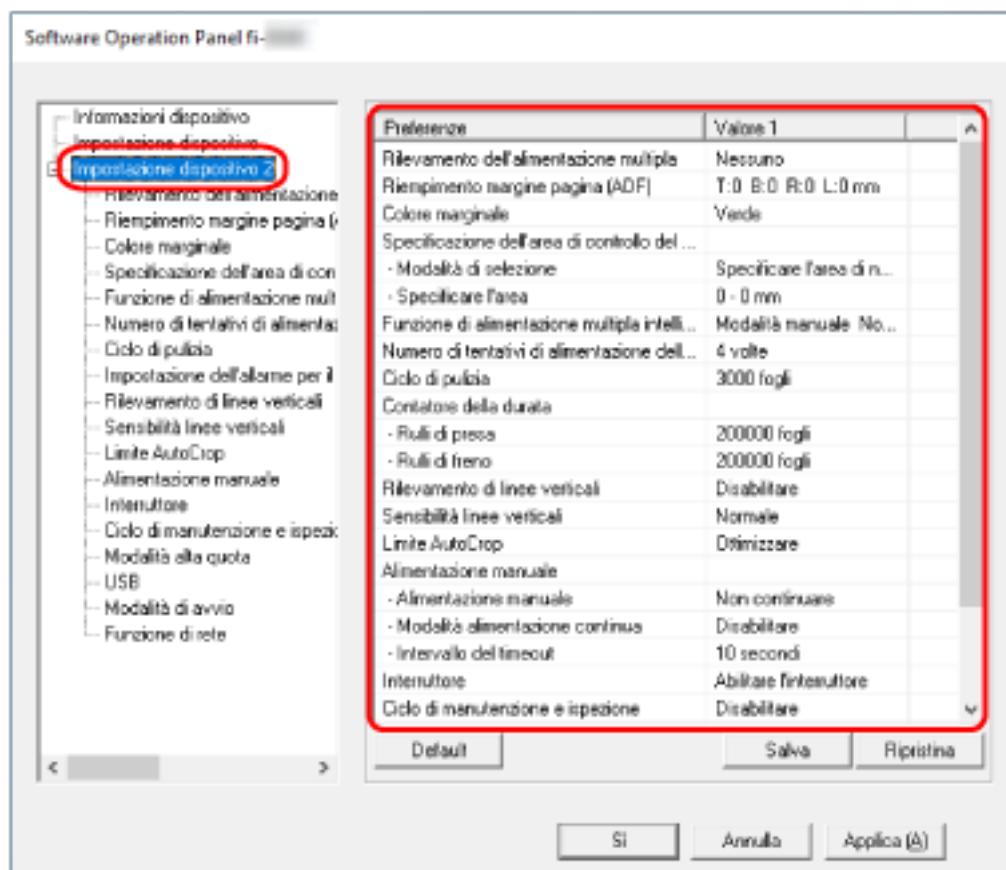 Software Operation Panel fi-
Informazioni dispositivo
Impostazione dispositivo
Impostazione dispositivo 2
Rilevamento dell'alimentazione
Riempimento margine pagina (
Colore marginale
Specificazione dell'area di con
Funzione di alimentazione mult
Numero di tentativi di alimentaz
Ciclo di pulizia
Impostazione dell'allarme per il
Rilevamento di linee verticali
Sensibilità linee verticali
Limite AutoCrop
Alimentazione manuale
Interruttore
Ciclo di manutenzione e ispezio
Modalità alta quota
USB
Modalità di avvio
Funzione di rete
Preferenze Valore 1
Rilevamento dell'alimentazione multipla Nessuno
Riempimento margine pagina (ADF) T:0 B:0 R:0 L:0 mm
Colore marginale Verde
Specificazione dell'area di controllo del ...
- Modalità di selezione Specificare l'area di n...
- Specificare l'area 0 - 0 mm
Funzione di alimentazione multipla intelli... Modalità manuale No...
Numero di tentativi di alimentazione dell... 4 volte
Ciclo di pulizia 3000 fogli
Contatore della durata
- Rulli di presa 200000 fogli
- Rulli di freno 200000 fogli
Rilevamento di linee verticali Disabilitare
Sensibilità linee verticali Normale
Limite AutoCrop Ottimizzare
Alimentazione manuale
- Alimentazione manuale Non continuare
- Modalità alimentazione continua Disabilitare
- Intervallo del timeout 10 secondi
Interruttore Abilitare l'interruttore
Ciclo di manutenzione e ispezione Disabilitare
Default Salva Ripristina
Sì Annulla Applica (A)